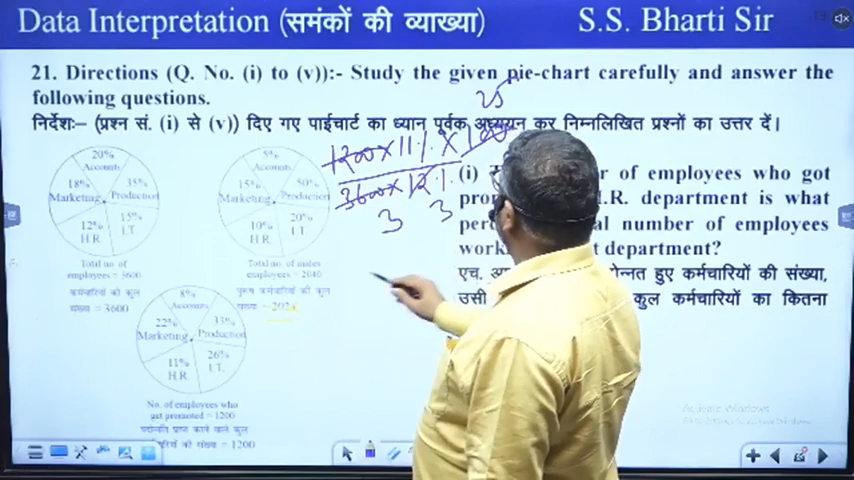 Data Interpretation (समंकों की व्याख्या)
S.S. Bharti Sir
21. Directions (Q. No. (i) to (v)):- Study the given pie-chart carefully and answer the
following questions.
निर्देशः– (प्रश्न सं. (i) से (v)) दिए गए पाईचार्ट का ध्यान पूर्वक अध्ययन कर निम्नलिखित प्रश्नों का उत्तर दें।
25
1200 × 11% × 100
3600 × 12%
3 3
20%
Accounts
18%
Marketing
35%
Production
15%
I.T.
12%
H.R
Total no of
employees = 3600
कर्मचारियों की कुल
संख्या = 3600
5%
Accounts
15%
Marketing
50%
Production
20%
I.T.
10%
H.R
Total no. of males
employees = 2040
पुरुष कर्मचारियों की कुल
संख्या =
8%
Accounts
22%
Marketing
13%
Production
26%
I.T.
11%
H.R
No. of employees who
got promoted = 1200
प्राप्त करने वाले कुल
की संख्या = 1200
(i) of employees who got
H.R. department is what
number of employees
department?
एच. कर्मचारियों की संख्या,
उसी कुल कर्मचारियों का कितना
Activate Windows